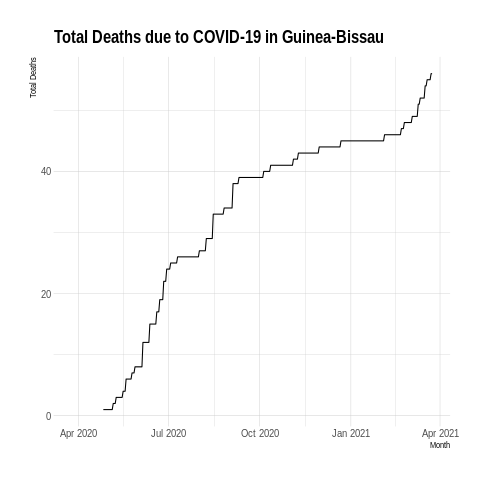 Total Deaths due to COVID-19 in Guinea-Bissau
Total Deaths
40
20
0
Apr 2020 Jul 2020 Oct 2020 Jan 2021 Apr 2021
Month